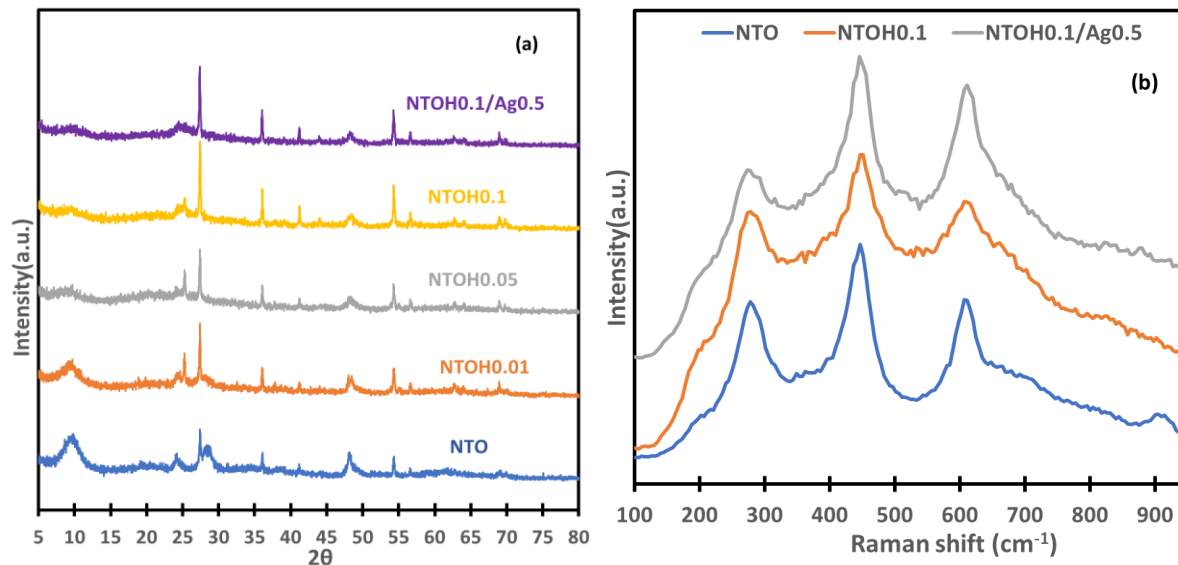 (a)
NTOH0.1/Ag0.5
NTOH0.1
NTOH0.05
NTOH0.01
NTO
Intensity(a.u.)
5 10 15 20 25 30 35 40 45 50 55 60 65 70 75 80
2θ
NTO NTOH0.1 NTOH0.1/Ag0.5
(b)
Intensity(a.u.)
100 200 300 400 500 600 700 800 900
Raman shift (cm⁻¹)